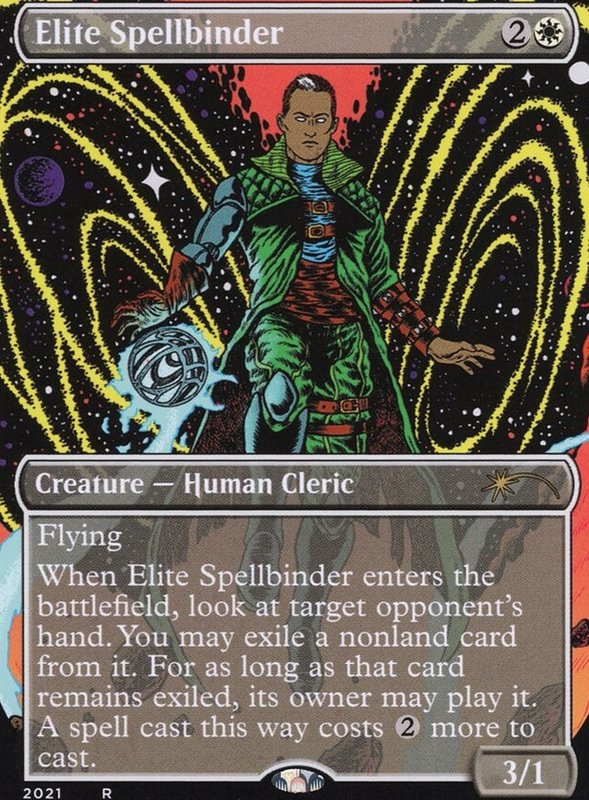 Elite Spellbinder 2
Creature — Human Cleric
Flying
When Elite Spellbinder enters the
battlefield, look at target opponent's
hand. You may exile a nonland card
from it. For as long as that card
remains exiled, its owner may play it.
A spell cast this way costs 2 more to
cast.
3/1
2021 R